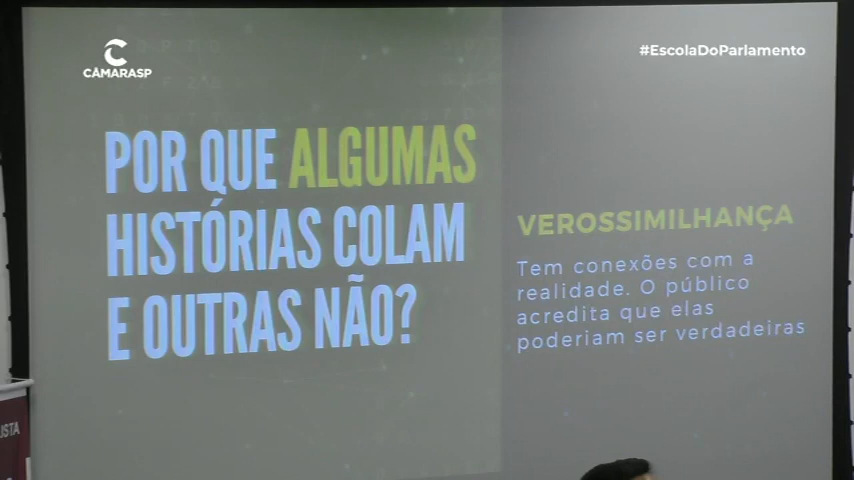 CÂMARASP
#EscolaDoParlamento
POR QUE ALGUMAS
HISTÓRIAS COLAM
E OUTRAS NÃO?
VEROSSIMILHANÇA
Tem conexões com a
realidade. O público
acredita que elas
poderiam ser verdadeiras